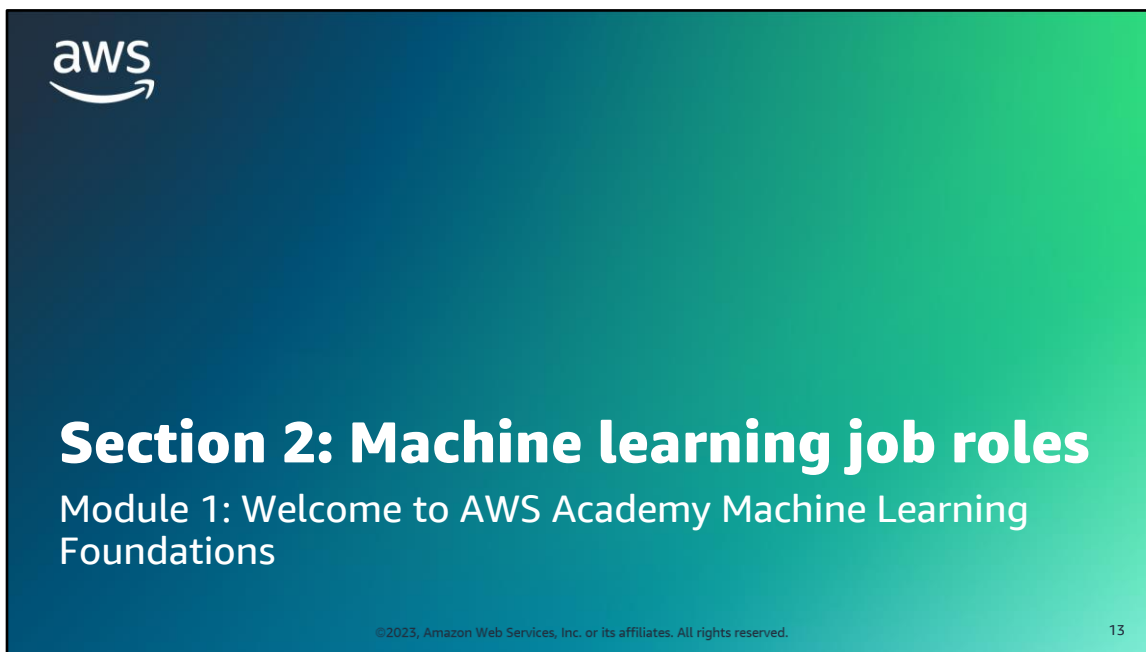 aws
Section 2: Machine learning job roles
Module 1: Welcome to AWS Academy Machine Learning
Foundations
©2023, Amazon Web Services, Inc. or its affiliates. All rights reserved.
13